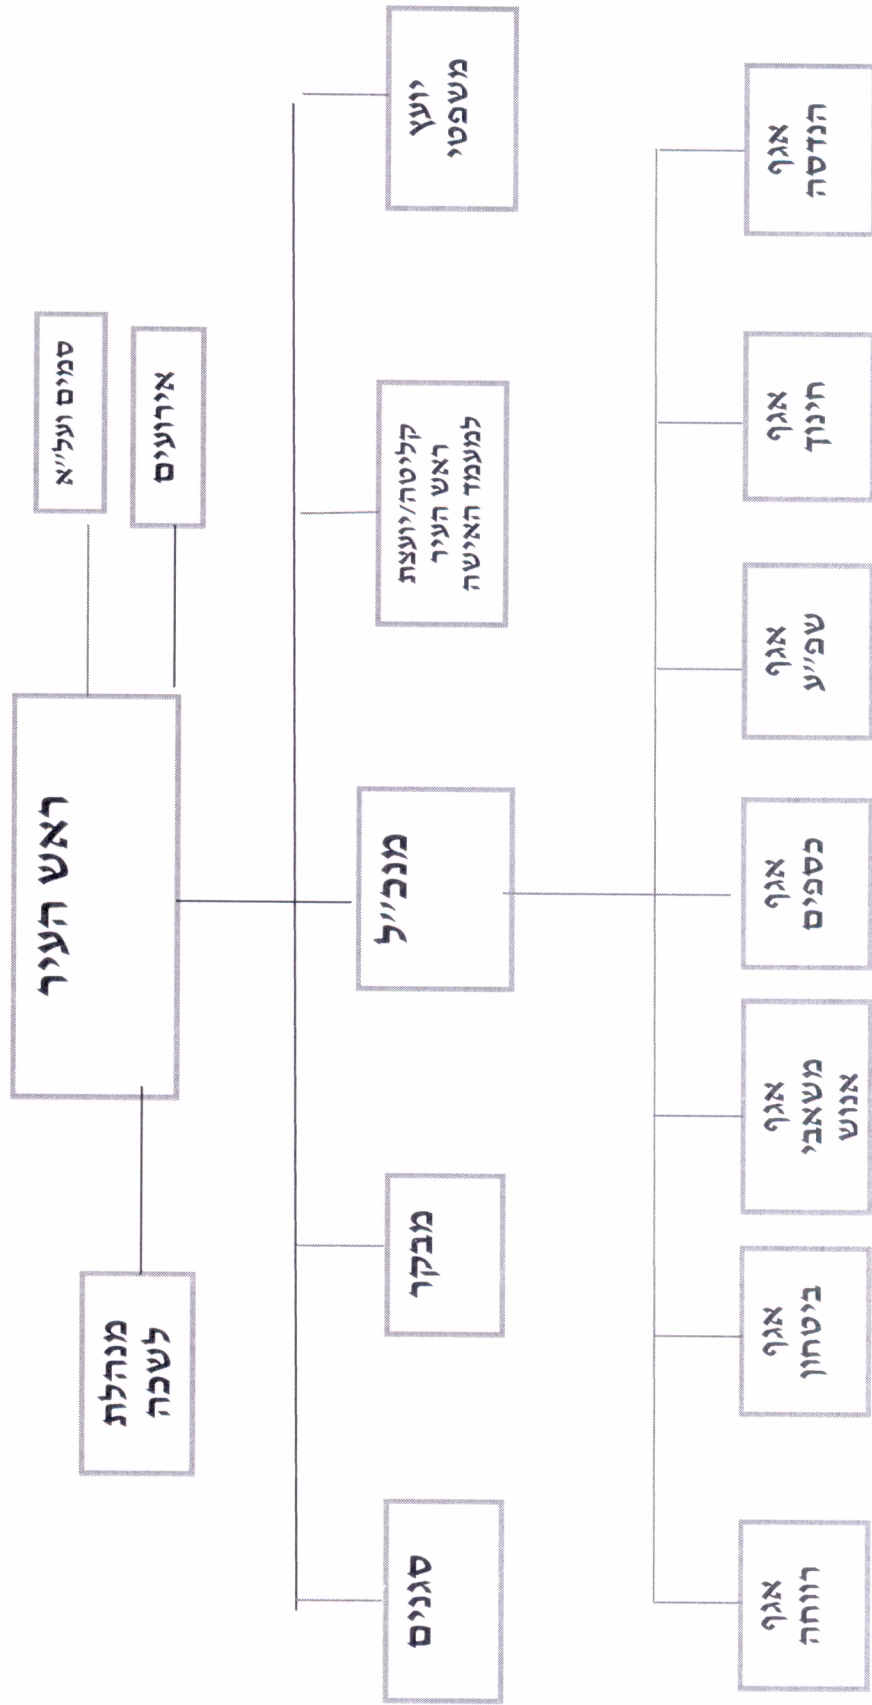 סמים ועל''א
אירועים
ראש העיר
מנהלת
לשכה
יועץ
משפטי
קליטה/יועצת
ראש העיר
למעמד האישה
מנכ''ל
מבקר
סגנים
אגף
הנדסה
אגף
חינוך
אגף
שפ''ע
אגף
כספים
אגף
משאבי
אנוש
אגף
ביטחון
אגף
רווחה